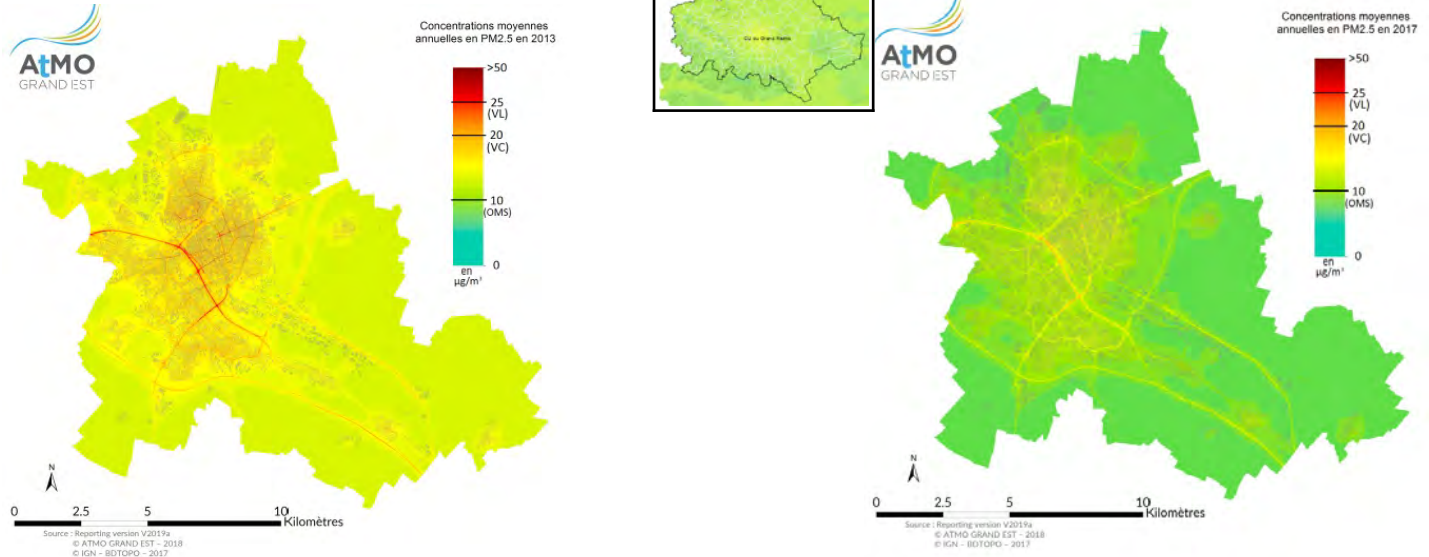 AtMO
GRAND EST
Concentrations moyennes
annuelles en PM2.5 en 2013
>50
25
(VL)
20
(VC)
10
(OMS)
0
en
µg/m³
N
0 2.5 5 10
Kilomètres
Source : Reporting version V2019a
© ATMO GRAND EST - 2018
© IGN - BDTOPO - 2017
CU du Grand Reims
AtMO
GRAND EST
Concentrations moyennes
annuelles en PM2.5 en 2017
>50
25
(VL)
20
(VC)
10
(OMS)
0
en
µg/m³
N
0 2.5 5 10
Kilomètres
Source : Reporting version V2019a
© ATMO GRAND EST - 2018
© IGN - BDTOPO - 2017